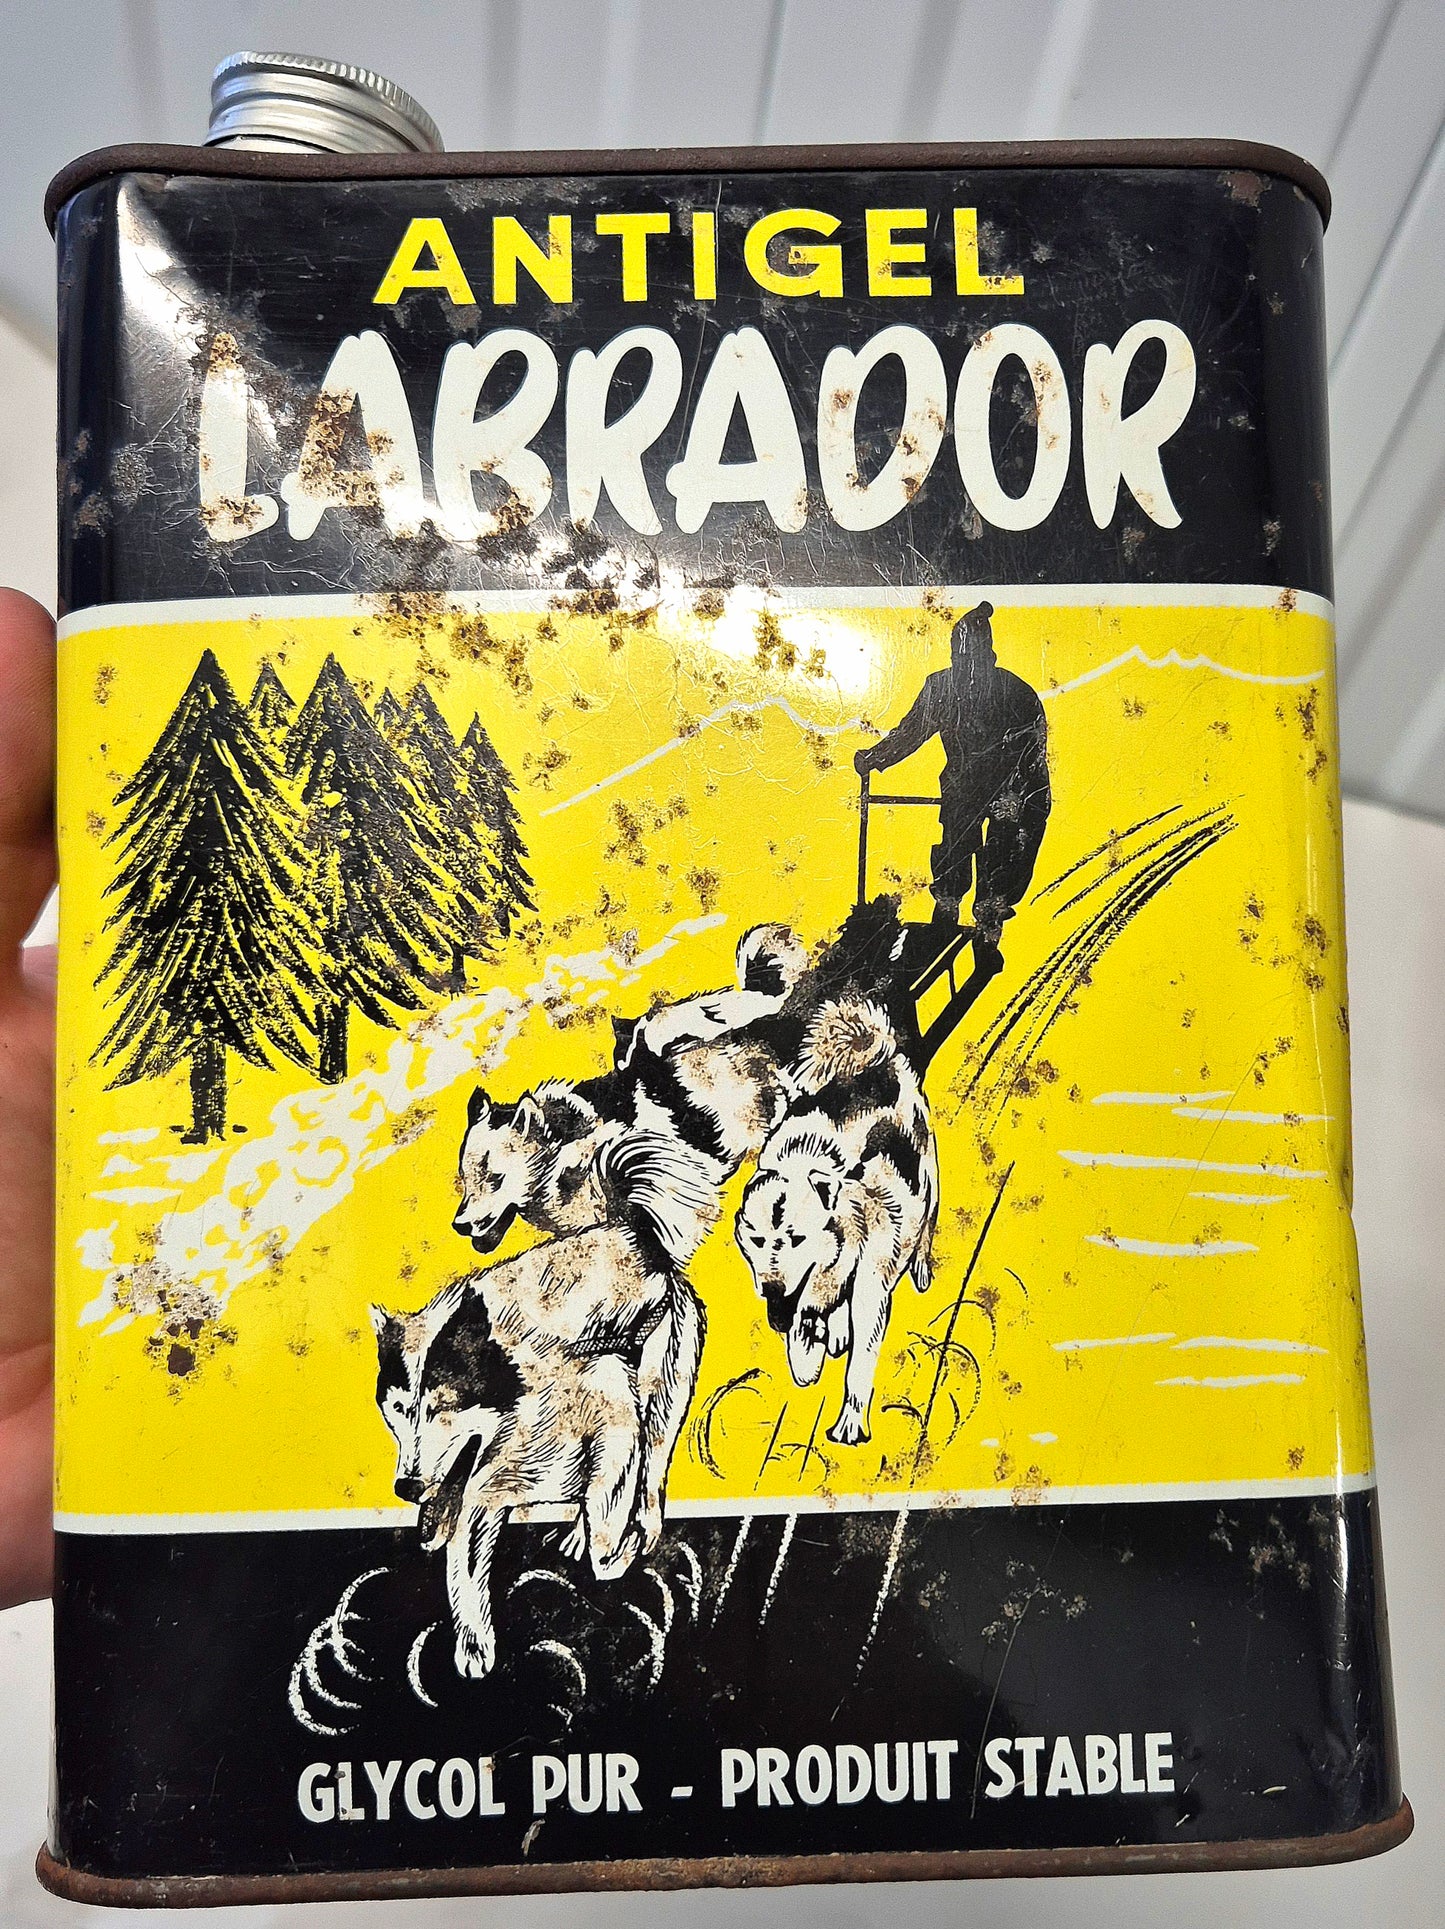 ANTIGEL
LABRADOR
GLYCOL PUR - PRODUIT STABLE